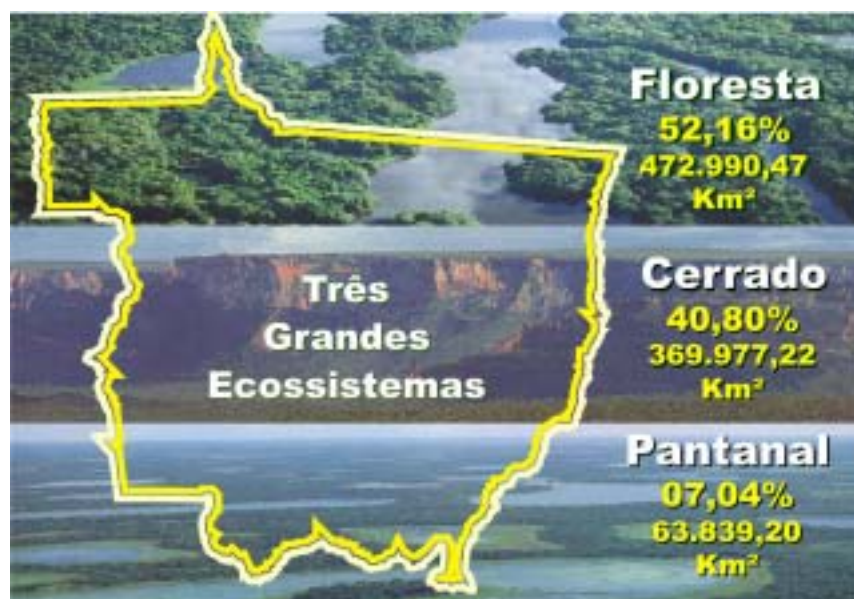 Floresta
52,16%
472.990,47
Km²
Três
Grandes
Ecossistemas
Cerrado
40,80%
369.977,22
Km²
Pantanal
07,04%
63.839,20
Km²